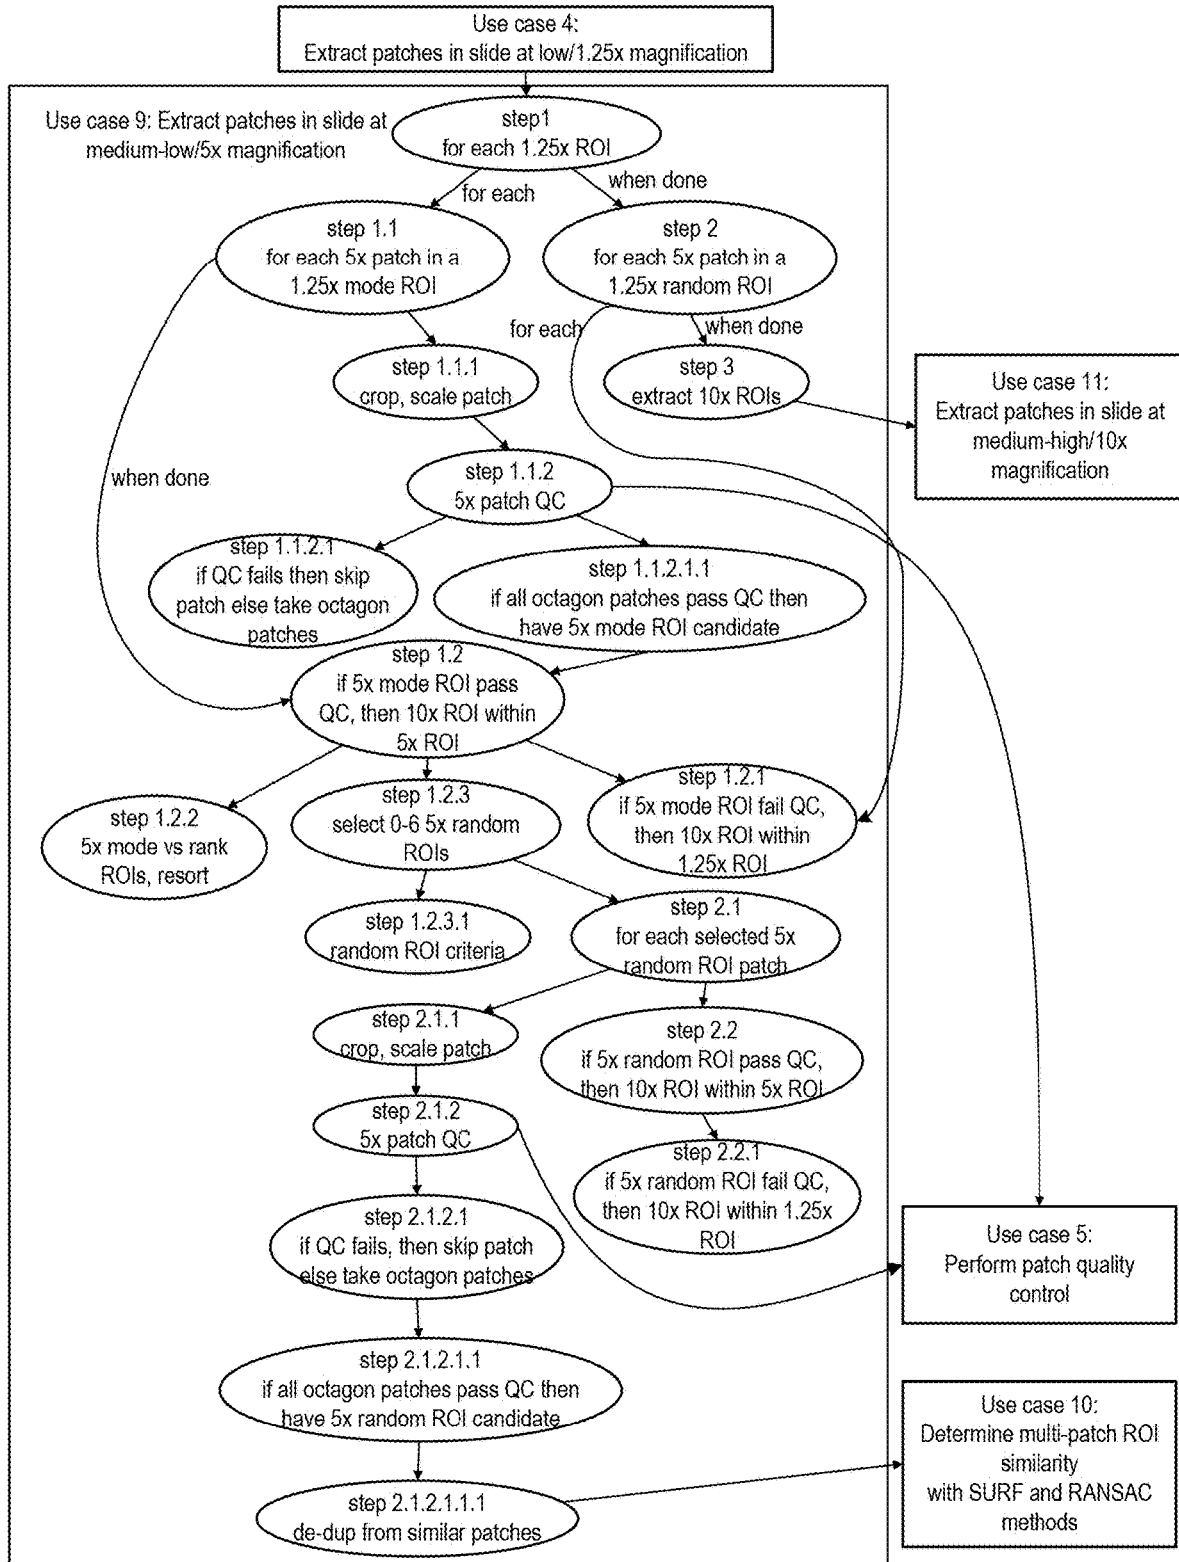 Use case 4:
Extract patches in slide at low/1.25x magnification
Use case 9: Extract patches in slide at
medium-low/5x magnification
step1
for each 1.25x ROI
for each
when done
step 1.1
for each 5x patch in a
1.25x mode ROI
step 2
for each 5x patch in a
1.25x random ROI
for each
when done
step 1.1.1
crop, scale patch
step 3
extract 10x ROIs
Use case 11:
Extract patches in slide at
medium-high/10x
magnification
when done
step 1.1.2
5x patch QC
step 1.1.2.1
if QC fails then skip
patch else take octagon
patches
step 1.1.2.1.1
if all octagon patches pass QC then
have 5x mode ROI candidate
step 1.2
if 5x mode ROI pass
QC, then 10x ROI within
5x ROI
step 1.2.2
5x mode vs rank
ROIs, resort
step 1.2.3
select 0-6 5x random
ROIs
step 1.2.1
if 5x mode ROI fail QC,
then 10x ROI within
1.25x ROI
step 1.2.3.1
random ROI criteria
step 2.1
for each selected 5x
random ROI patch
step 2.1.1
crop, scale patch
step 2.2
if 5x random ROI pass QC,
then 10x ROI within 5x ROI
step 2.1.2
5x patch QC
step 2.2.1
if 5x random ROI fail QC,
then 10x ROI within 1.25x
ROI
step 2.1.2.1
if QC fails, then skip patch
else take octagon patches
Use case 5:
Perform patch quality
control
step 2.1.2.1.1
if all octagon patches pass QC then
have 5x random ROI candidate
Use case 10:
Determine multi-patch ROI
similarity
with SURF and RANSAC
methods
step 2.1.2.1.1.1
de-dup from similar patches